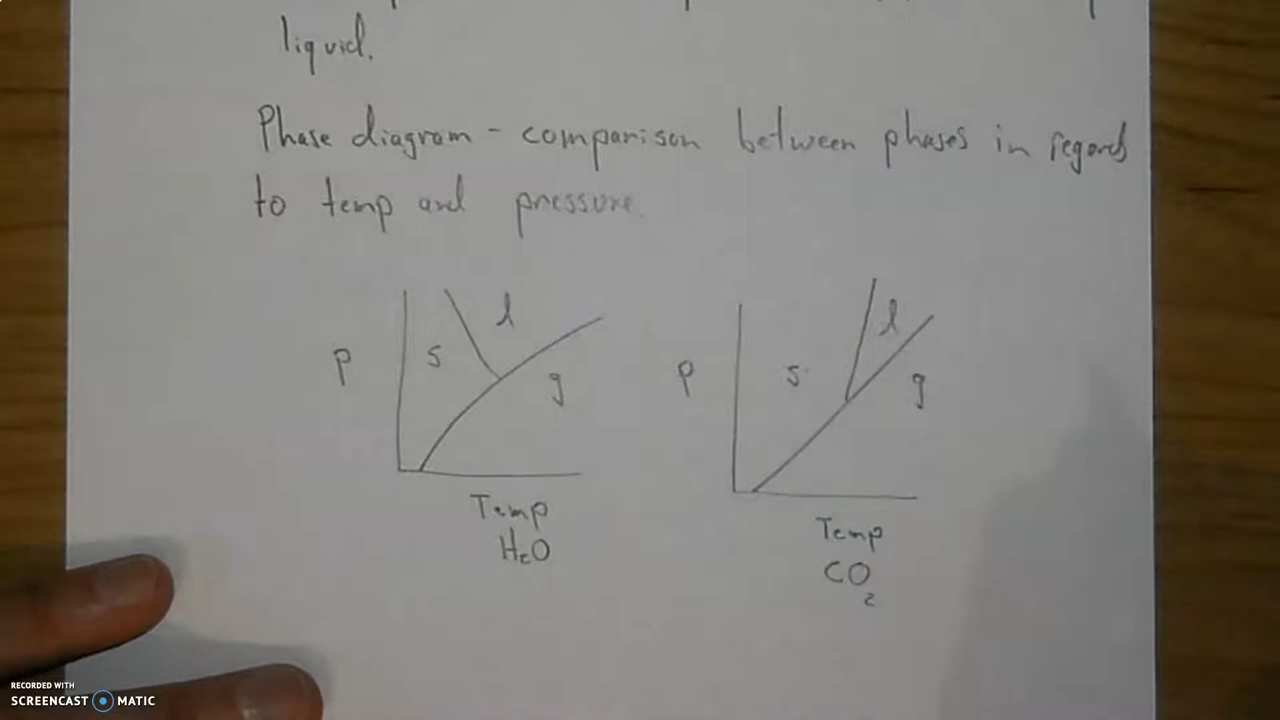 liquid.
Phase diagram - comparison between phases in regards
to temp and pressure.
p s l g
p s l g
Temp
H2O
Temp
CO2
RECORDED WITH
SCREENCAST MATIC